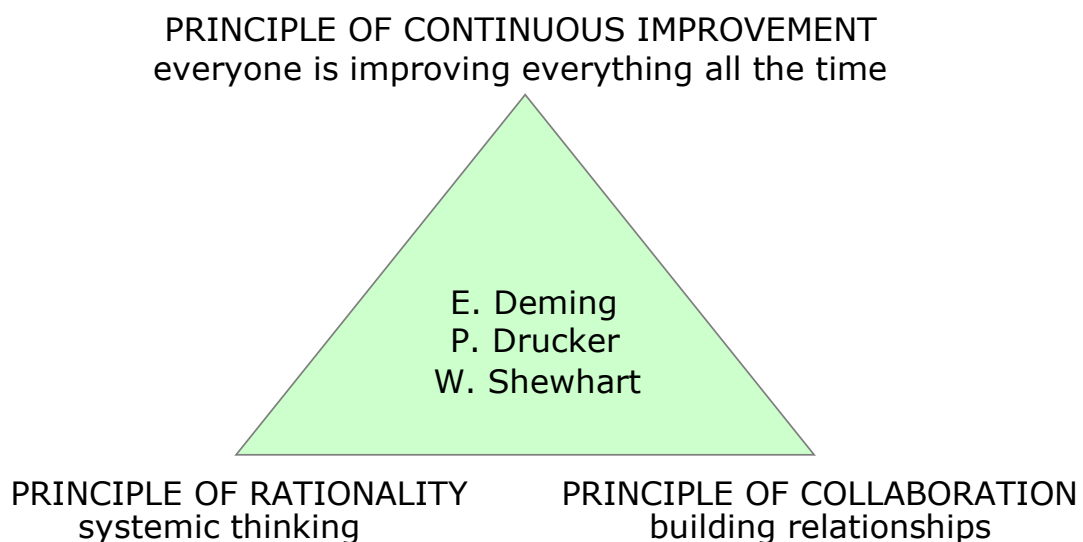 PRINCIPLE OF CONTINUOUS IMPROVEMENT
everyone is improving everything all the time
E. Deming
P. Drucker
W. Shewhart
PRINCIPLE OF RATIONALITY
systemic thinking
PRINCIPLE OF COLLABORATION
building relationships